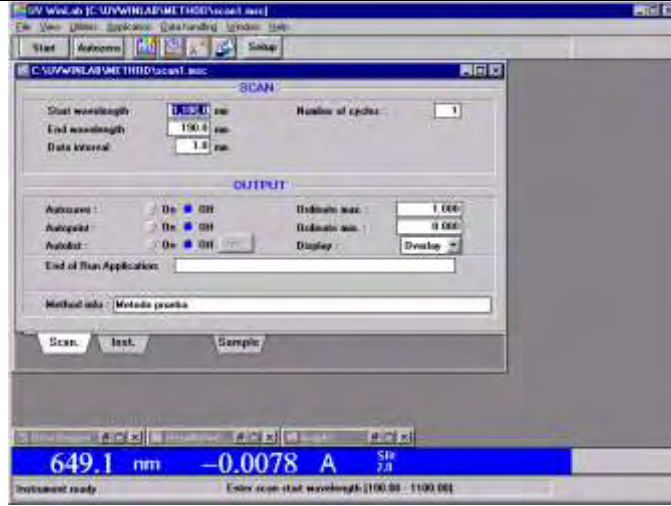 UV WinLab [C:\UVWINLAB\METHOD\scan1.msc]
File View Utilities Application Data handling Window Help
Start Autozero Setup
C:\UVWINLAB\METHOD\scan1.msc
SCAN
Start wavelength nm Number of cycles 1
End wavelength 190.0 nm
Data interval 1.0 nm
OUTPUT
Autosave : On Off Ordinate max. : 1.000
Autoprint : On Off Ordinate min. : 0.000
Autolist : On Off Display : Overlay
End of Run Application:
Method info : Metodo prueba
Scan. Inst. Sample
649.1 nm −0.0078 A Slit 2.0
Instrument ready Enter scan start wavelength [190.00 - 1100.00]